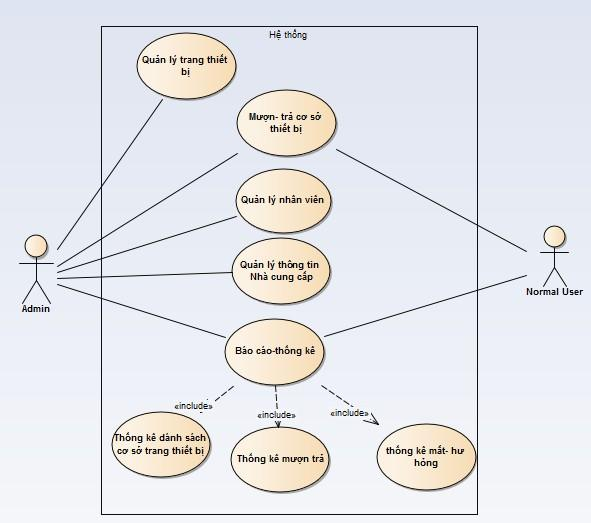 Hệ thống
Quản lý trang thiết
bị
Mượn- trả cơ sở
thiết bị
Quản lý nhân viên
Quản lý thông tin
Nhà cung cấp
Admin
Normal User
Báo cáo-thống kê
«include»
«include»
«include»
Thống kê dành sách
cơ sở trang thiết bị
Thống kê mượn trả
thống kê mất- hư
hỏng